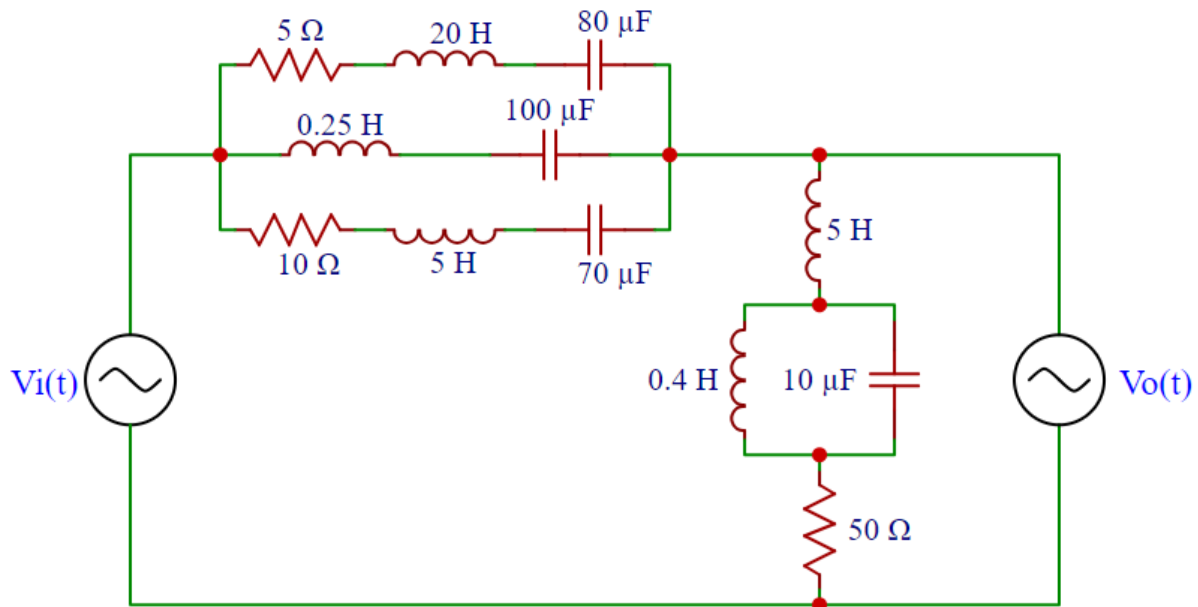 5 Ω
20 H
80 µF
0.25 H
100 µF
10 Ω
5 H
70 µF
5 H
Vi(t)
0.4 H
10 µF
Vo(t)
50 Ω